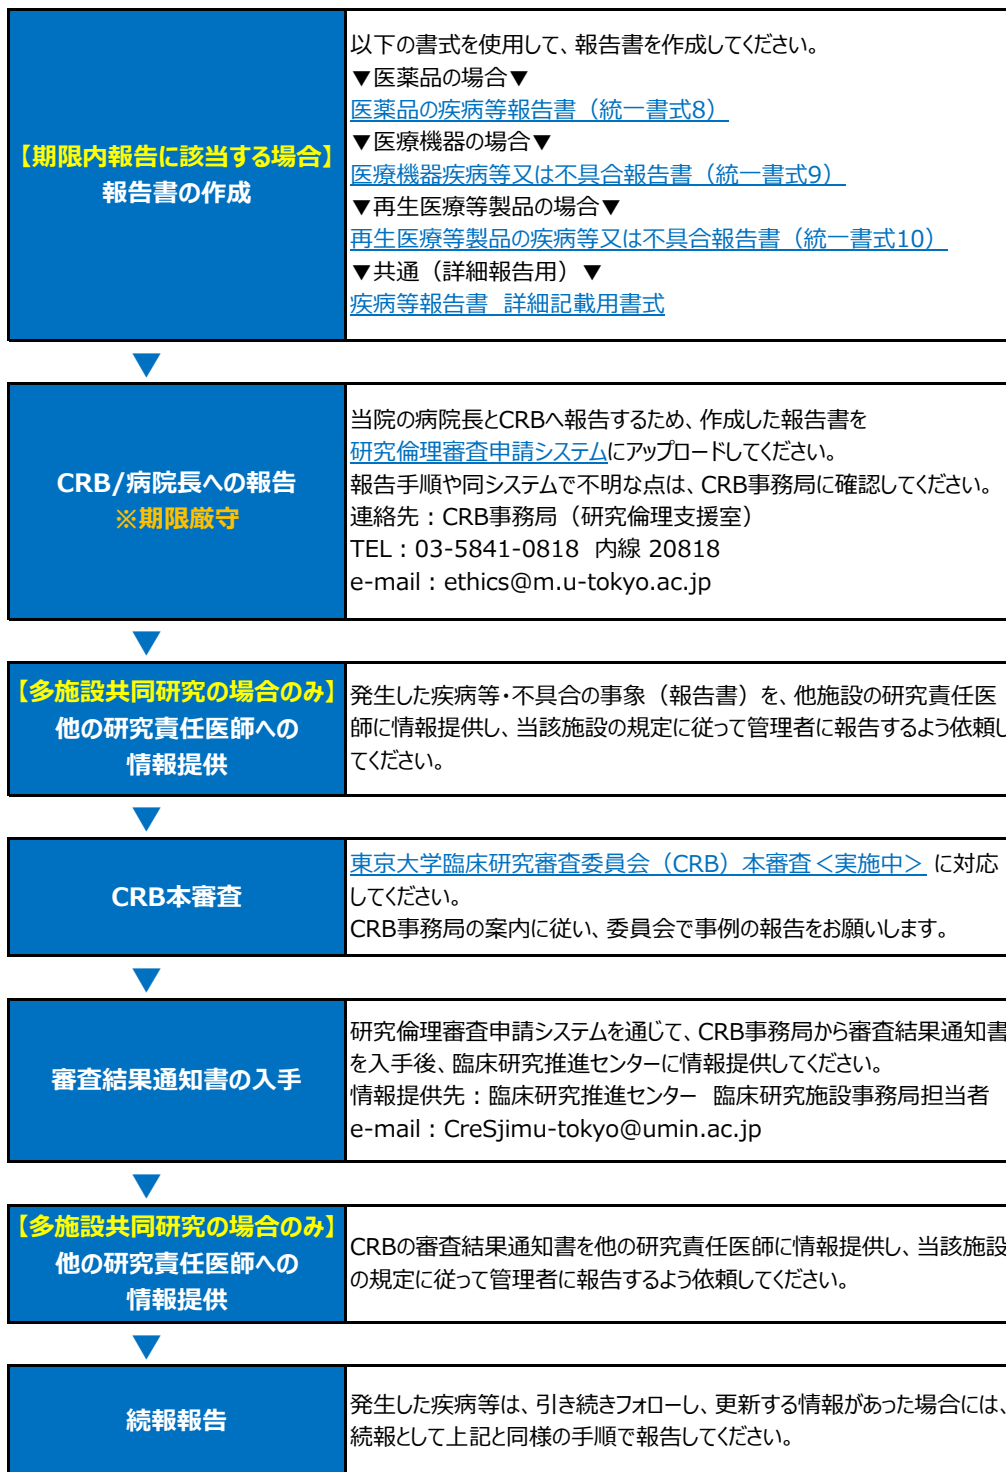 【期限内報告に該当する場合】
報告書の作成
以下の書式を使用して、報告書を作成してください。
▼医薬品の場合▼
医薬品の疾病等報告書（統一書式8）
▼医療機器の場合▼
医療機器疾病等又は不具合報告書（統一書式9）
▼再生医療等製品の場合▼
再生医療等製品の疾病等又は不具合報告書（統一書式10）
▼共通（詳細報告用）▼
疾病等報告書 詳細記載用書式
CRB/病院長への報告
※期限厳守
当院の病院長とCRBへ報告するため、作成した報告書を
研究倫理審査申請システムにアップロードしてください。
報告手順や同システムで不明な点は、CRB事務局に確認してください。
連絡先：CRB事務局（研究倫理支援室）
TEL：03-5841-0818 内線 20818
e-mail：ethics@m.u-tokyo.ac.jp
【多施設共同研究の場合のみ】
他の研究責任医師への
情報提供
発生した疾病等・不具合の事象（報告書）を、他施設の研究責任医
師に情報提供し、当該施設の規定に従って管理者に報告するよう依頼し
てください。
CRB本審査
東京大学臨床研究審査委員会（CRB）本審査＜実施中＞ に対応
してください。
CRB事務局の案内に従い、委員会で事例の報告をお願いします。
審査結果通知書の入手
研究倫理審査申請システムを通じて、CRB事務局から審査結果通知書
を入手後、臨床研究推進センターに情報提供してください。
情報提供先：臨床研究推進センター 臨床研究施設事務局担当者
e-mail：CreSjimu-tokyo@umin.ac.jp
【多施設共同研究の場合のみ】
他の研究責任医師への
情報提供
CRBの審査結果通知書を他の研究責任医師に情報提供し、当該施設
の規定に従って管理者に報告するよう依頼してください。
続報報告
発生した疾病等は、引き続きフォローし、更新する情報があった場合には、
続報として上記と同様の手順で報告してください。